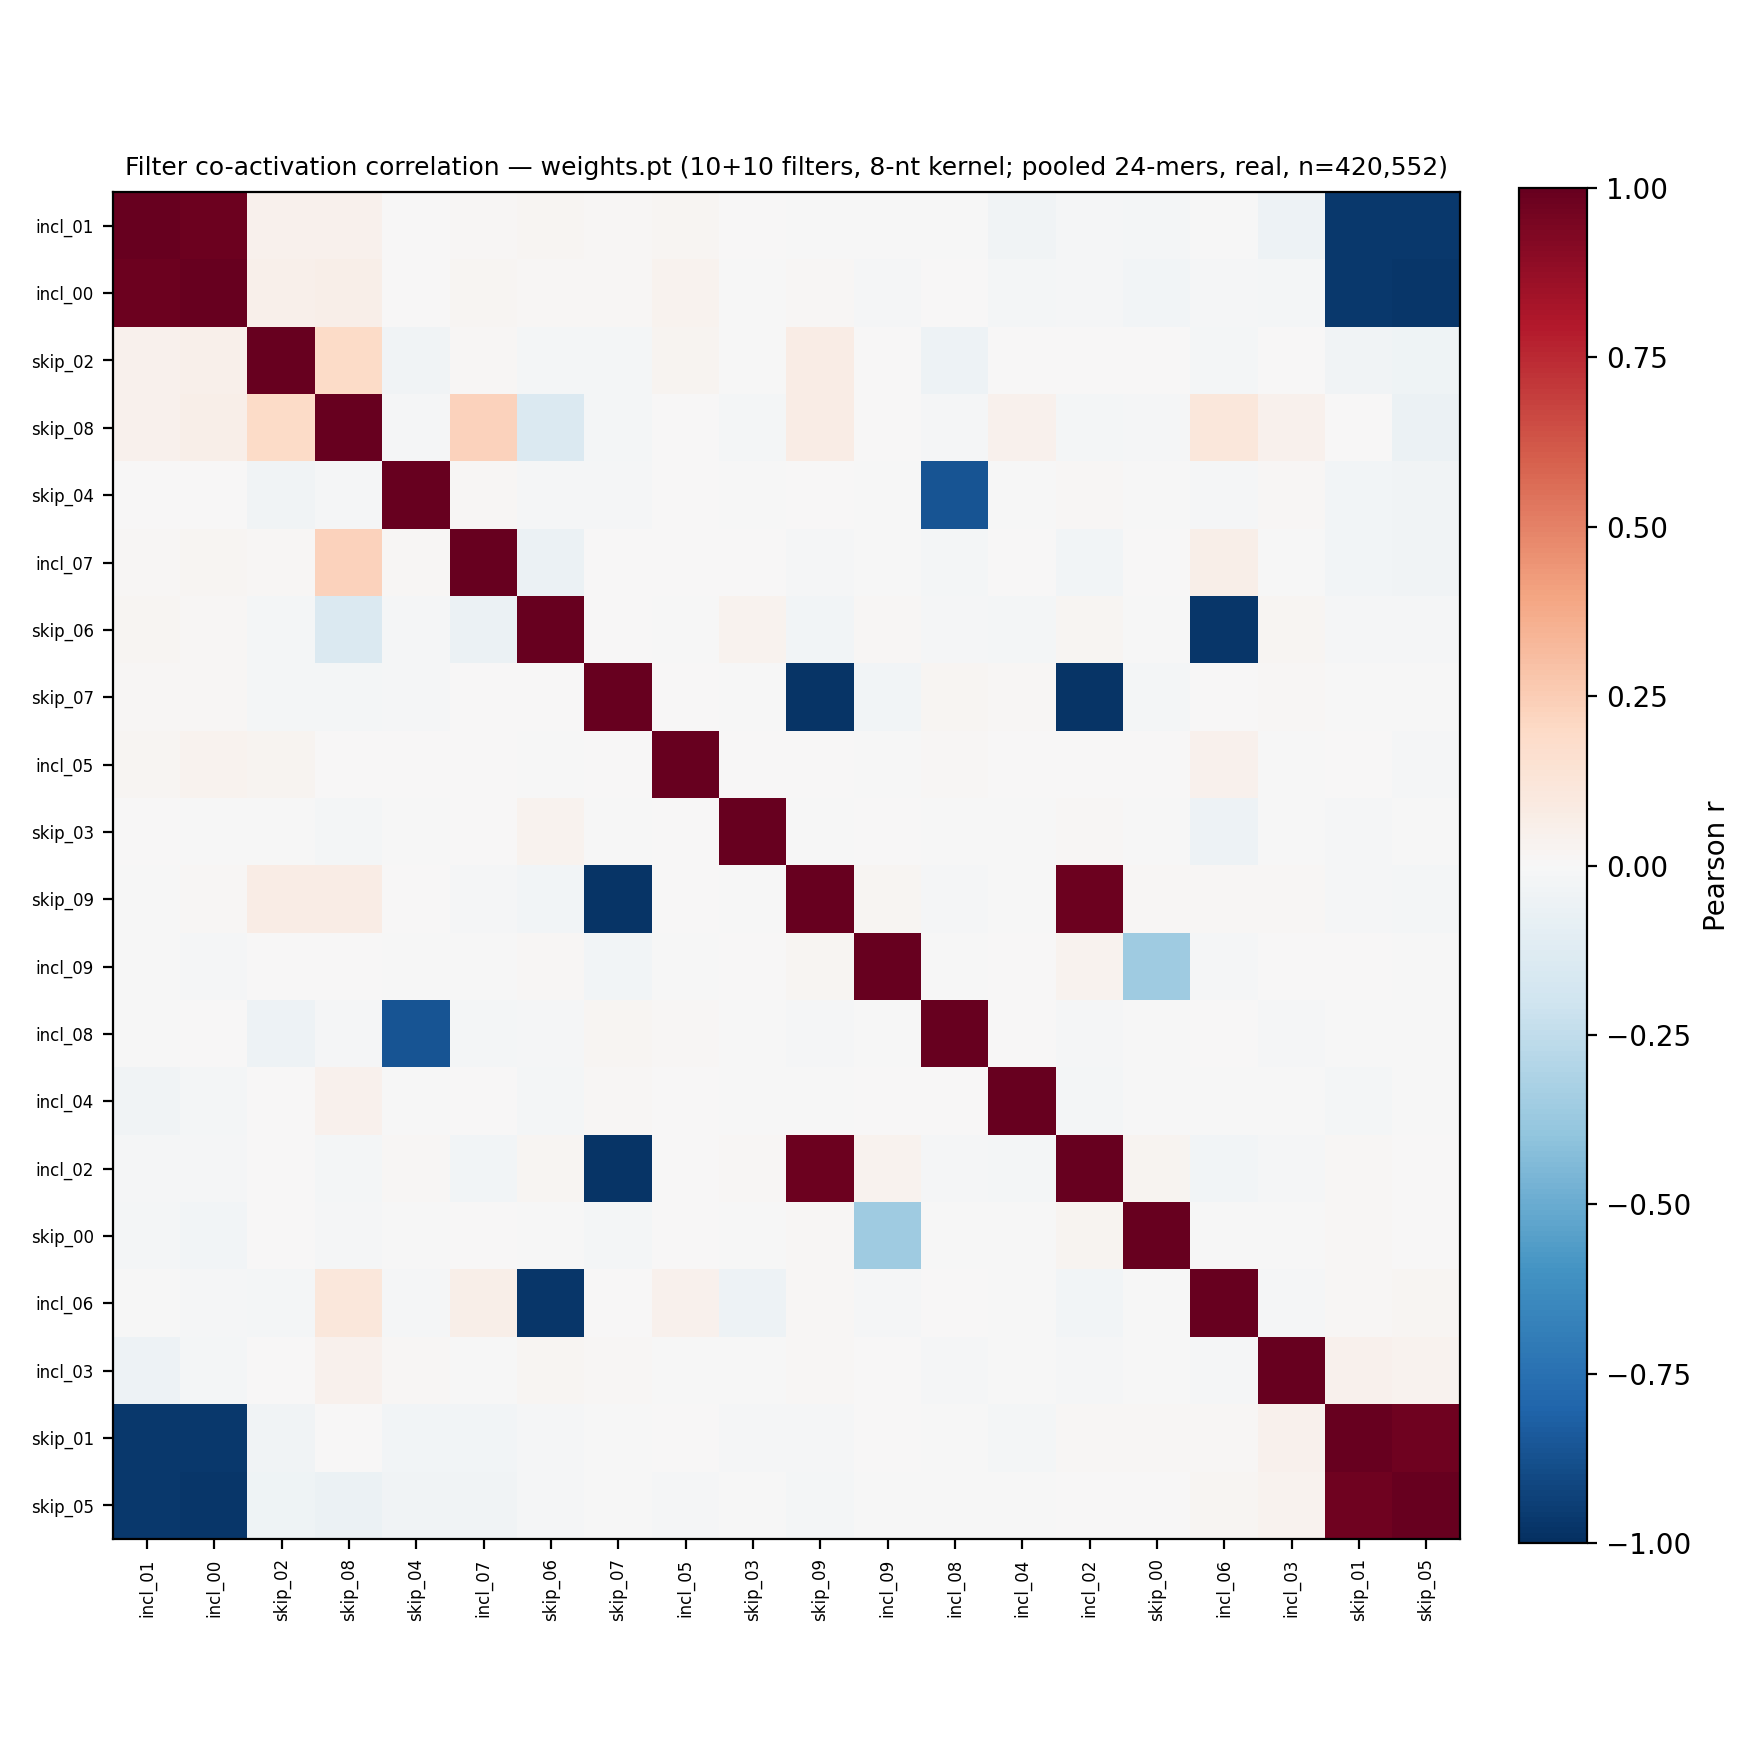 Filter co-activation correlation — weights.pt (10+10 filters, 8-nt kernel; pooled 24-mers, real, n=420,552)
incl_01
incl_00
skip_02
skip_08
skip_04
incl_07
skip_06
skip_07
incl_05
skip_03
skip_09
incl_09
incl_08
incl_04
incl_02
skip_00
incl_06
incl_03
skip_01
skip_05
incl_01
incl_00
skip_02
skip_08
skip_04
incl_07
skip_06
skip_07
incl_05
skip_03
skip_09
incl_09
incl_08
incl_04
incl_02
skip_00
incl_06
incl_03
skip_01
skip_05
1.00
0.75
0.50
0.25
0.00
−0.25
−0.50
−0.75
−1.00
Pearson r